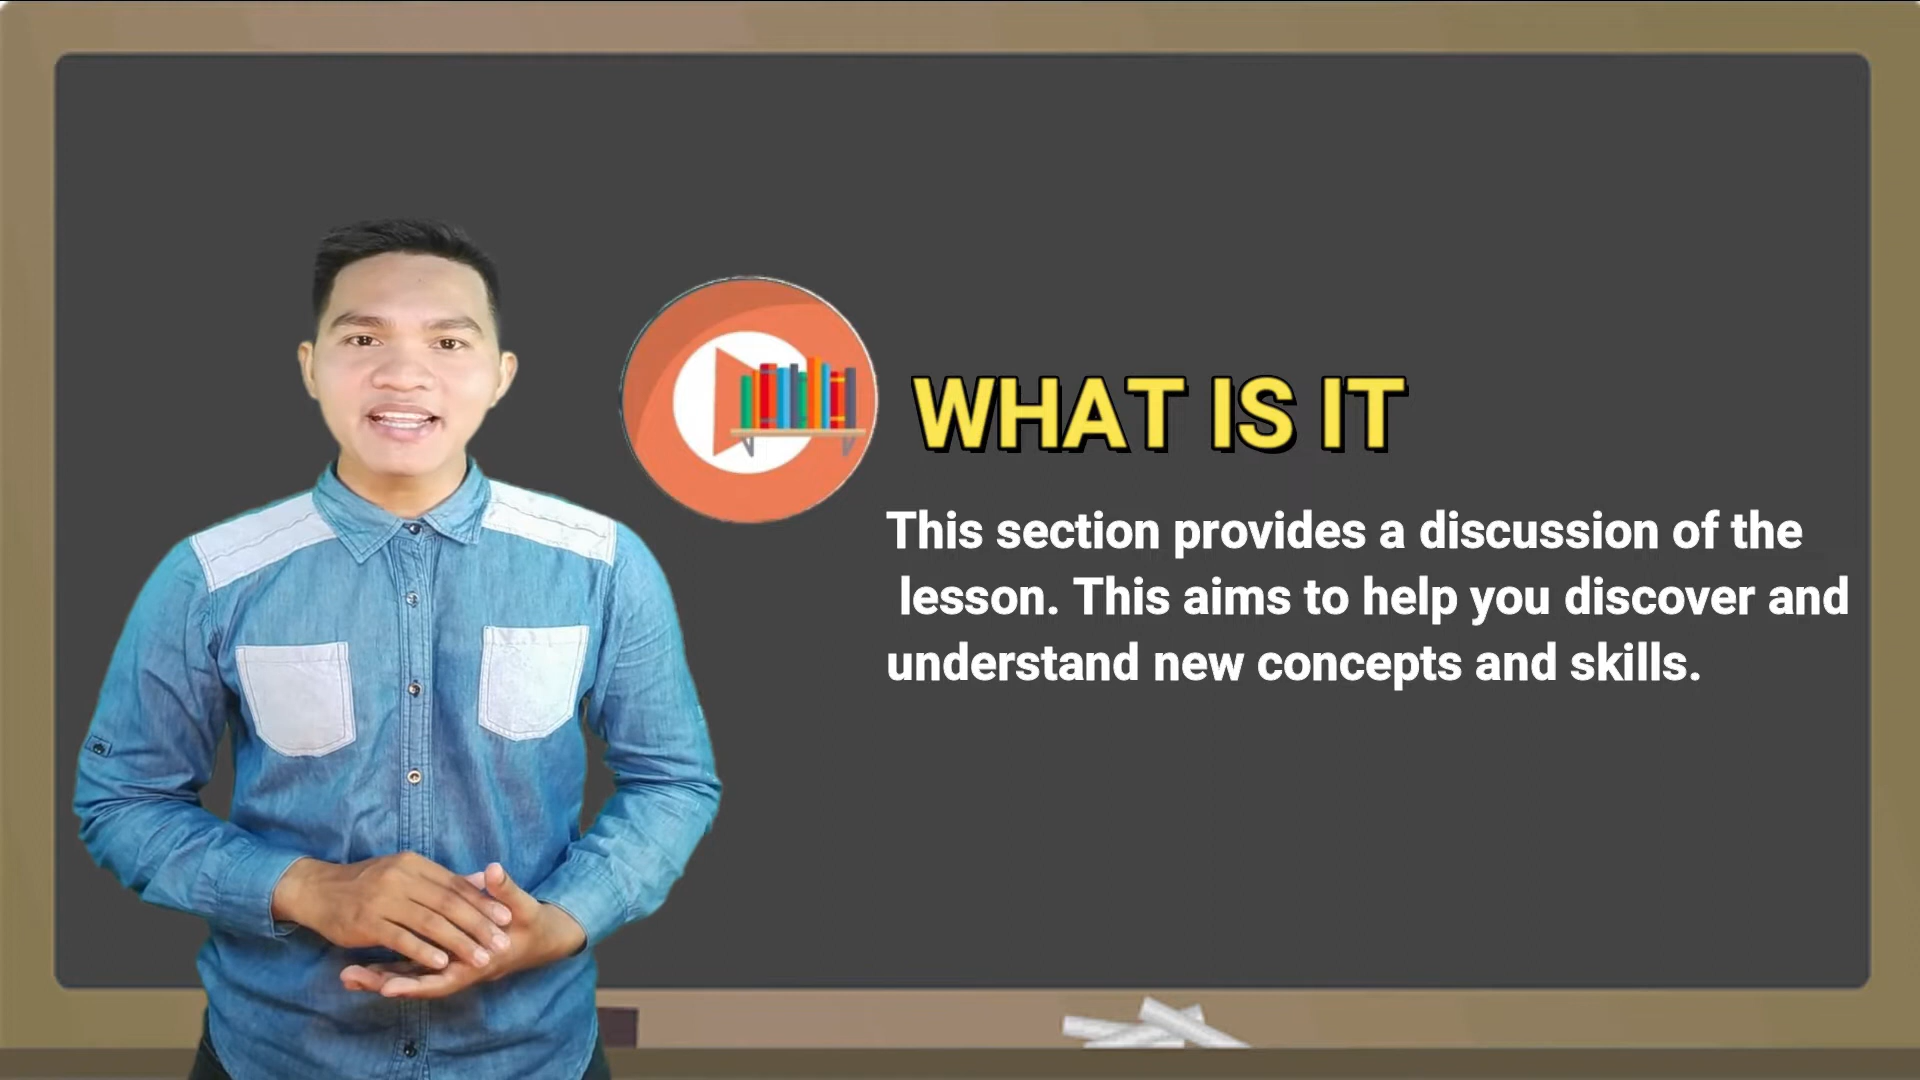 WHAT IS IT
This section provides a discussion of the
lesson. This aims to help you discover and
understand new concepts and skills.